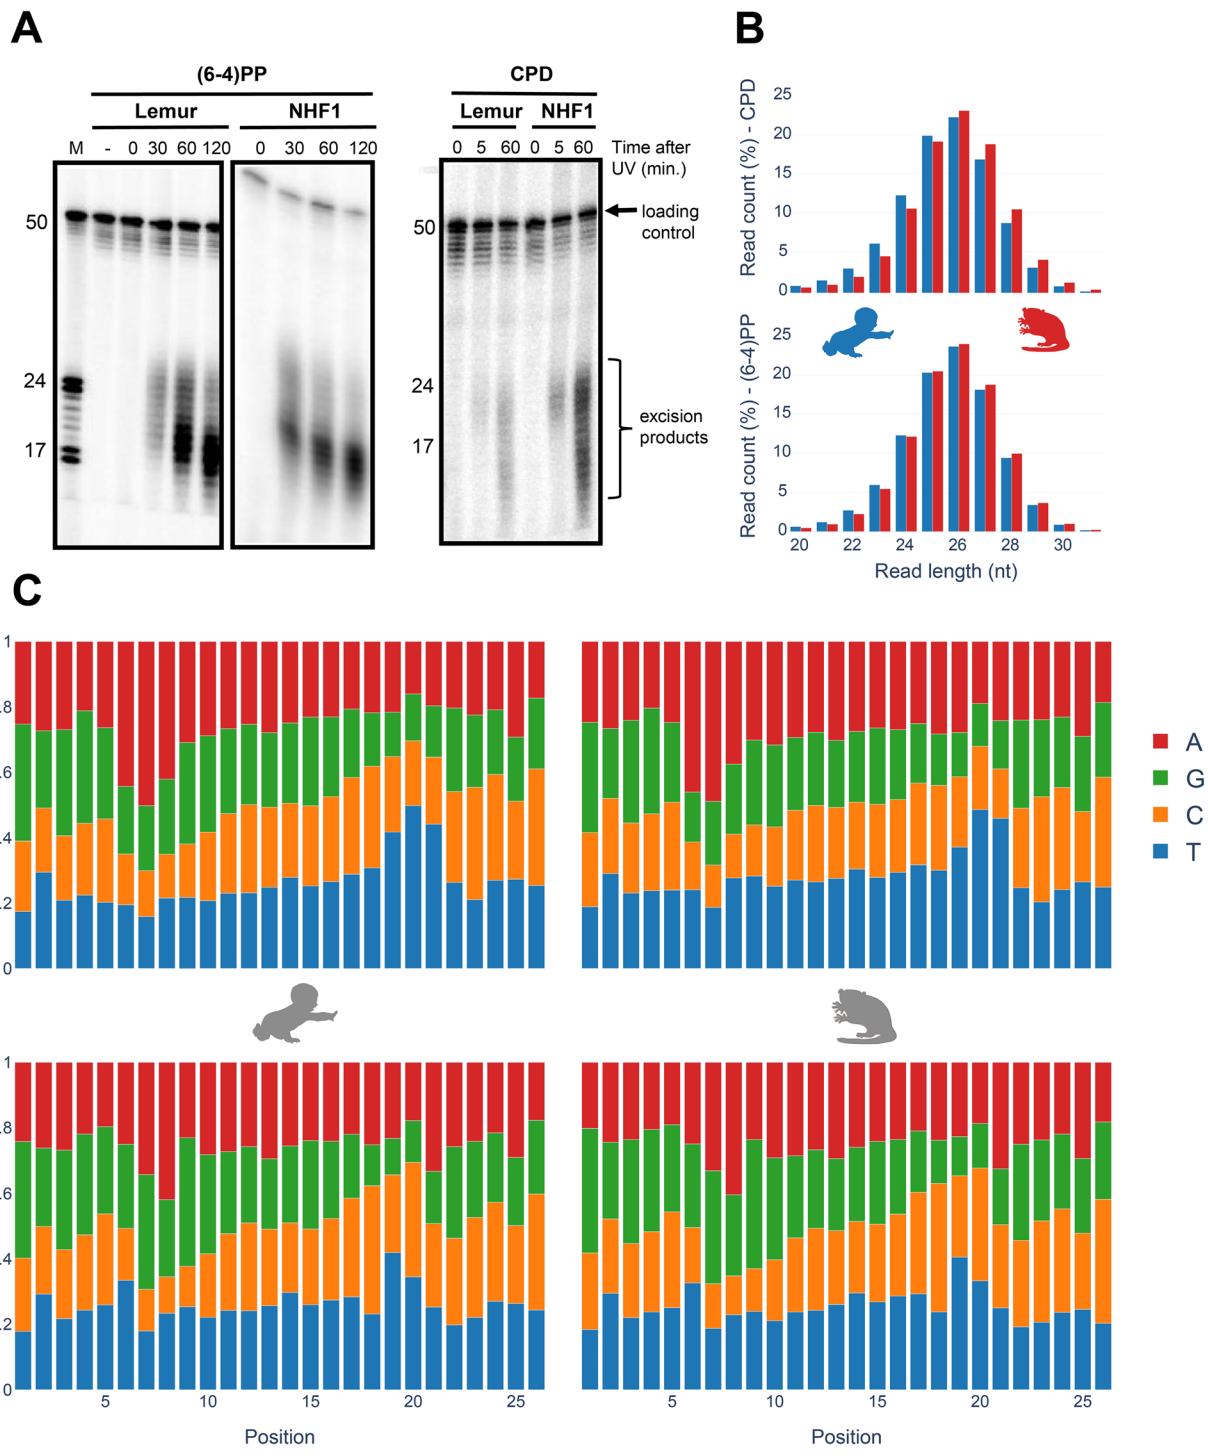 A
(6-4)PP
CPD
Lemur
NHF1
Lemur
NHF1
M - 0 30 60 120
0 30 60 120
0 5 60 0 5 60
Time after
UV (min.)
50
50
loading
control
24
24
17
17
excision
products
B
Read count (%) - CPD
25
20
15
10
5
0
Read count (%) - (6-4)PP
25
20
15
10
5
0
20 22 24 26 28 30
Read length (nt)
C
1
.8
.6
.4
.2
0
A
G
C
T
1
.8
.6
.4
.2
0
5 10 15 20 25
5 10 15 20 25
Position
Position